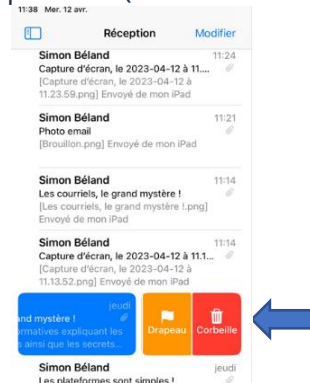 11:38 Mer. 12 avr.
Réception Modifier
Simon Béland 11:24
Capture d'écran, le 2023-04-12 à 11....
[Capture d'écran, le 2023-04-12 à
11.23.59.png] Envoyé de mon iPad
Simon Béland 11:21
Photo email
[Brouillon.png] Envoyé de mon iPad
Simon Béland 11:14
Les courriels, le grand mystère !
[Les courriels, le grand mystère !.png]
Envoyé de mon iPad
Simon Béland 11:14
Capture d'écran, le 2023-04-12 à 11.1...
[Capture d'écran, le 2023-04-12 à
11.13.52.png] Envoyé de mon iPad
jeudi
nd mystère !
ormatives expliquant les
s ainsi que les secrets...
Drapeau Corbeille
Simon Béland jeudi
Les plateformes sont simples !